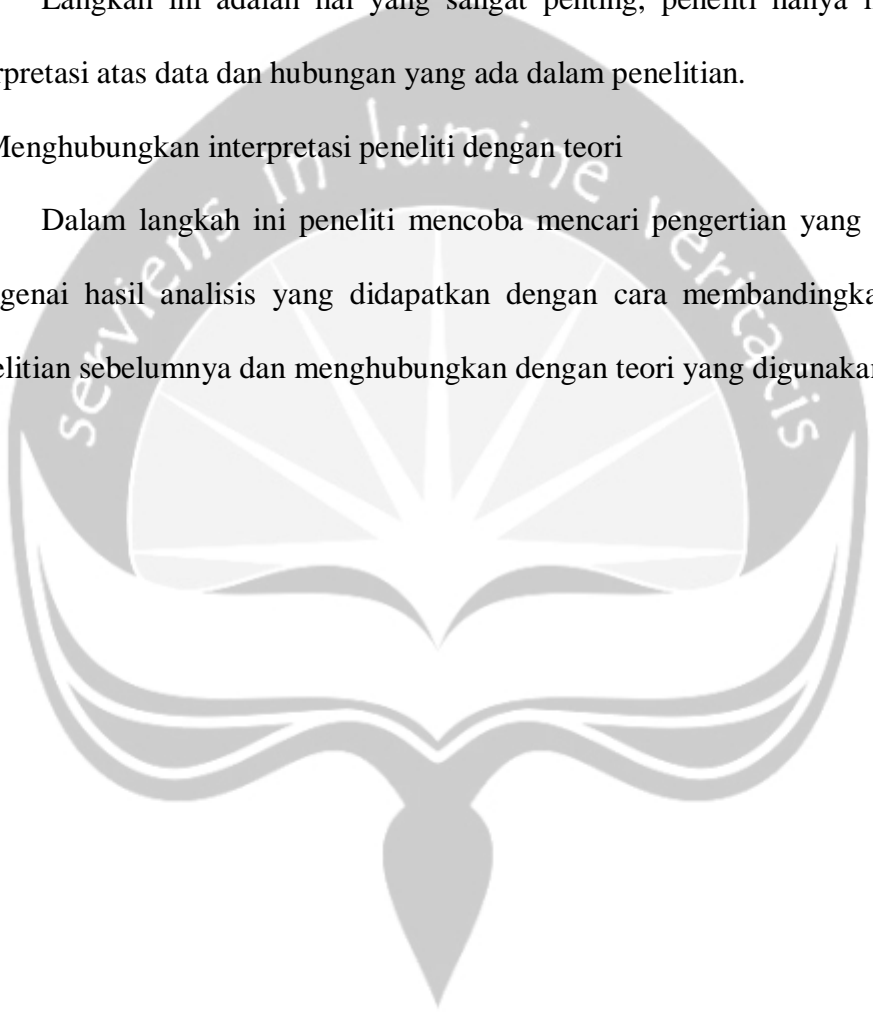 Langkah ini adalah hal yang sangat penting, peneliti hanya
rpretasi atas data dan hubungan yang ada dalam penelitian.
Menghubungkan interpretasi peneliti dengan teori
Dalam langkah ini peneliti mencoba mencari pengertian yang
genai hasil analisis yang didapatkan dengan cara membandingka
elitian sebelumnya dan menghubungkan dengan teori yang digunakan
serviens in lumine veritatis